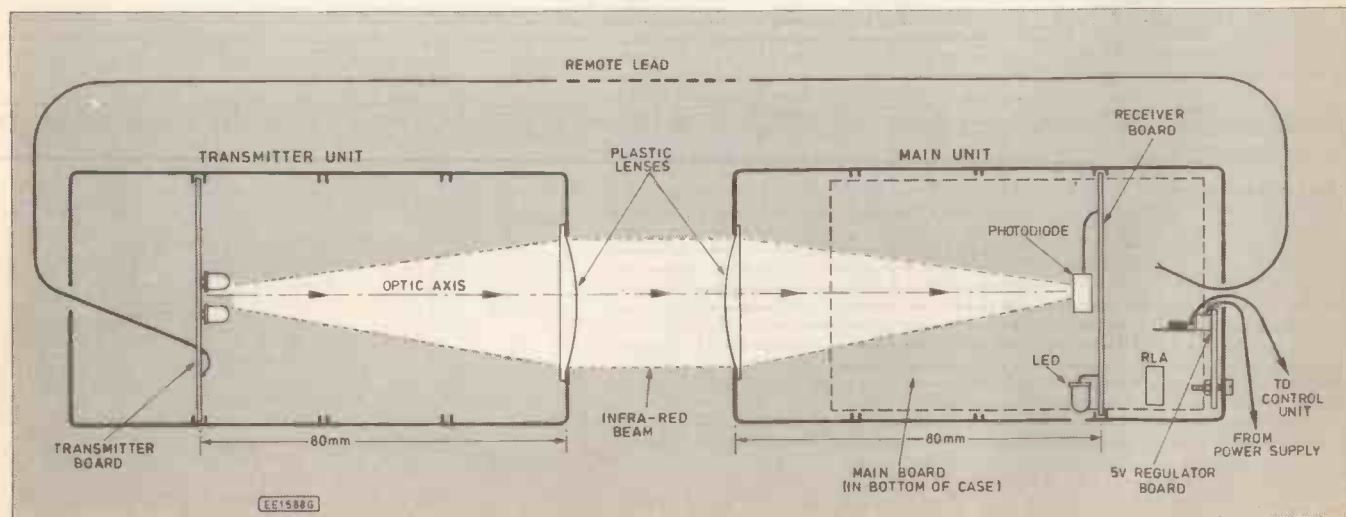 REMOTE LEAD
RECEIVER
BOARD
TRANSMITTER UNIT
PLASTIC
LENSES
MAIN UNIT
PHOTODIODE
OPTIC AXIS
LED
RLA
TO
CONTROL
UNIT
TRANSMITTER
BOARD
80mm
INFRA-RED
BEAM
80mm
MAIN BOARD
(IN BOTTOM OF CASE)
FROM
POWER SUPPLY
5V REGULATOR
BOARD
EE1588G